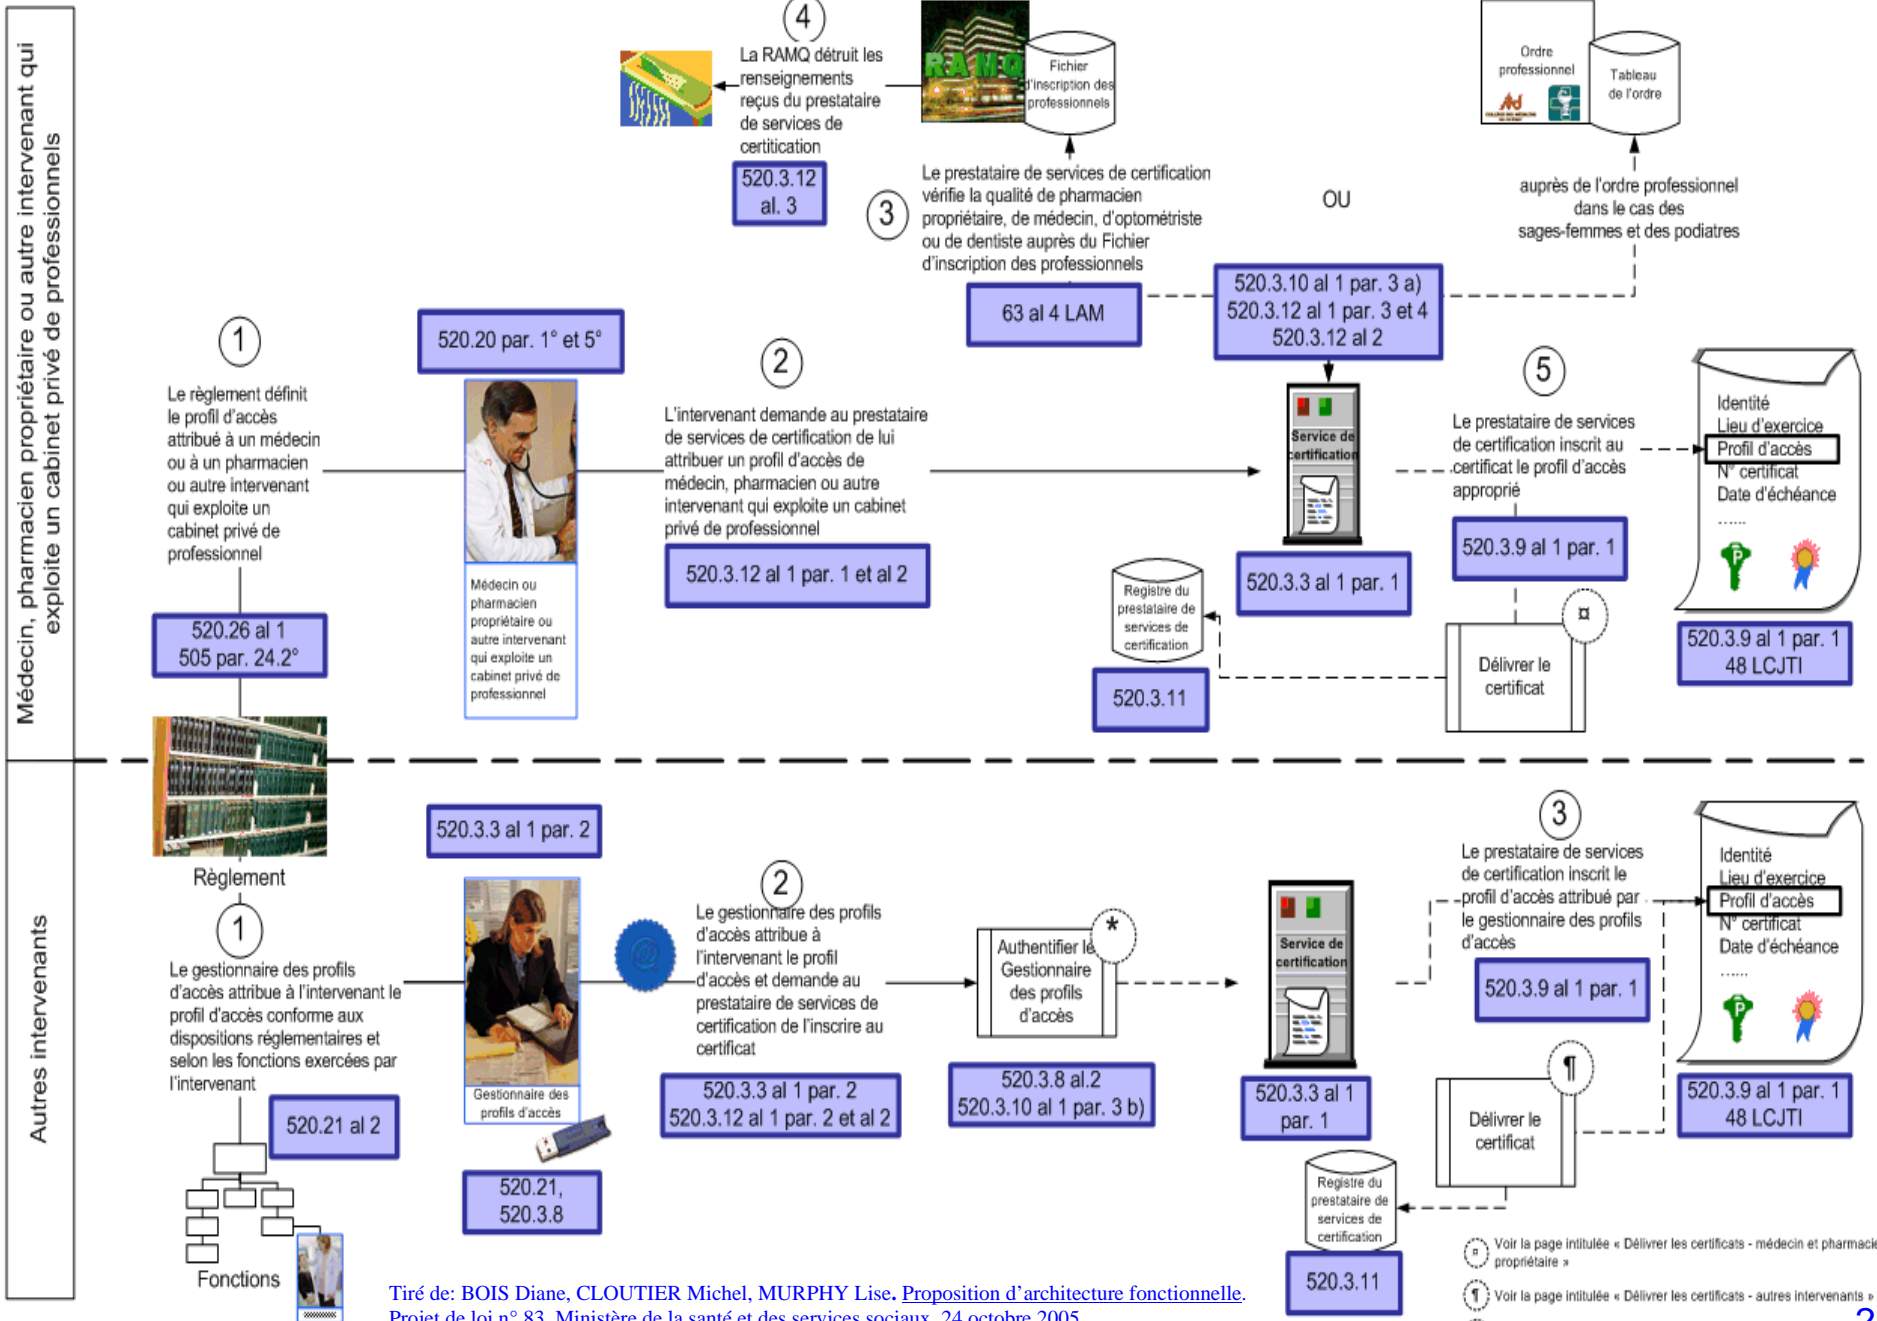 Médecin, pharmacien propriétaire ou autre intervenant qui
exploite un cabinet privé de professionnels
4
La RAMQ détruit les
renseignements
reçus du prestataire
de services de
certitication
520.3.12
al. 3
RAMQ
Fichier
d'inscription des
professionnels
3
Le prestataire de services de certification
vérifie la qualité de pharmacien
propriétaire, de médecin, d'optométriste
ou de dentiste auprès du Fichier
d'inscription des professionnels
63 al 4 LAM
OU
Ordre
professionnel
Tableau
de l'ordre
auprès de l'ordre professionnel
dans le cas des
sages-femmes et des podiatres
520.3.10 al 1 par. 3 a)
520.3.12 al 1 par. 3 et 4
520.3.12 al 2
1
Le règlement définit
le profil d'accès
attribué à un médecin
ou à un pharmacien
ou autre intervenant
qui exploite un
cabinet privé de
professionnel
520.26 al 1
505 par. 24.2°
520.20 par. 1° et 5°
Médecin ou
pharmacien
propriétaire ou
autre intervenant
qui exploite un
cabinet privé de
professionnel
2
L'intervenant demande au prestataire
de services de certification de lui
attribuer un profil d'accès de
médecin, pharmacien ou autre
intervenant qui exploite un cabinet
privé de professionnel
520.3.12 al 1 par. 1 et al 2
Service de
certification
520.3.3 al 1 par. 1
Registre du
prestataire de
services de
certification
520.3.11
5
Le prestataire de services
de certification inscrit au
certificat le profil d'accès
approprié
520.3.9 al 1 par. 1
¤
Délivrer le
certificat
Identité
Lieu d'exercice
Profil d'accès
N° certificat
Date d'échéance
......
P
520.3.9 al 1 par. 1
48 LCJTI
Autres intervenants
Règlement
1
Le gestionnaire des profils
d'accès attribue à l'intervenant le
profil d'accès conforme aux
dispositions réglementaires et
selon les fonctions exercées par
l'intervenant
520.21 al 2
Fonctions
520.3.3 al 1 par. 2
Gestionnaire des
profils d'accès
520.21,
520.3.8
@
2
Le gestionnaire des profils
d'accès attribue à
l'intervenant le profil
d'accès et demande au
prestataire de services de
certification de l'inscrire au
certificat
520.3.3 al 1 par. 2
520.3.12 al 1 par. 2 et al 2
*
Authentifier le
Gestionnaire
des profils
d'accès
520.3.8 al.2
520.3.10 al 1 par. 3 b)
Service de
certification
520.3.3 al 1
par. 1
3
Le prestataire de services
de certification inscrit le
profil d'accès attribué par
le gestionnaire des profils
d'accès
520.3.9 al 1 par. 1
¶
Délivrer le
certificat
Registre du
prestataire de
services de
certification
520.3.11
Identité
Lieu d'exercice
Profil d'accès
N° certificat
Date d'échéance
......
P
520.3.9 al 1 par. 1
48 LCJTI
¤ Voir la page intitulée « Délivrer les certificats - médecin et pharmacie
propriétaire »
¶ Voir la page intitulée « Délivrer les certificats - autres intervenants »
Tiré de: BOIS Diane, CLOUTIER Michel, MURPHY Lise. Proposition d'architecture fonctionnelle.
Projet de loi n° 83. Ministère de la santé et des services sociaux. 24 octobre 2005
2